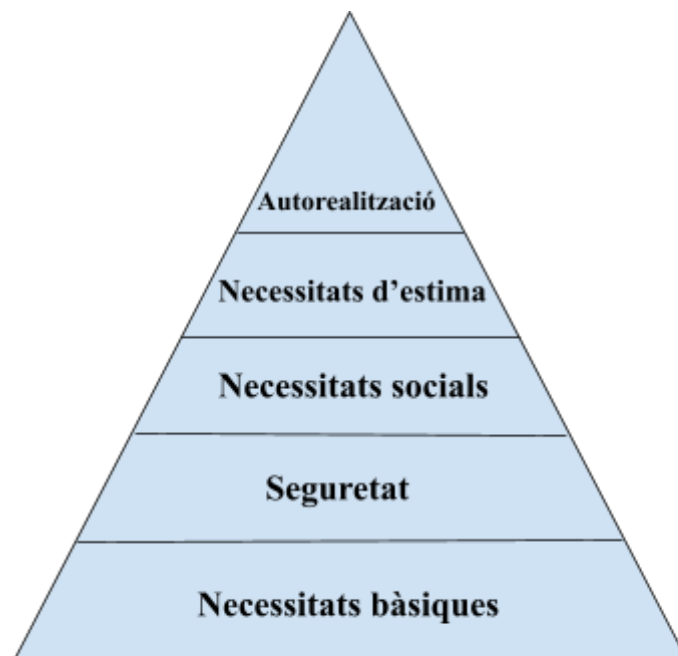 Autorealització
Necessitats d’estima
Necessitats socials
Seguretat
Necessitats bàsiques